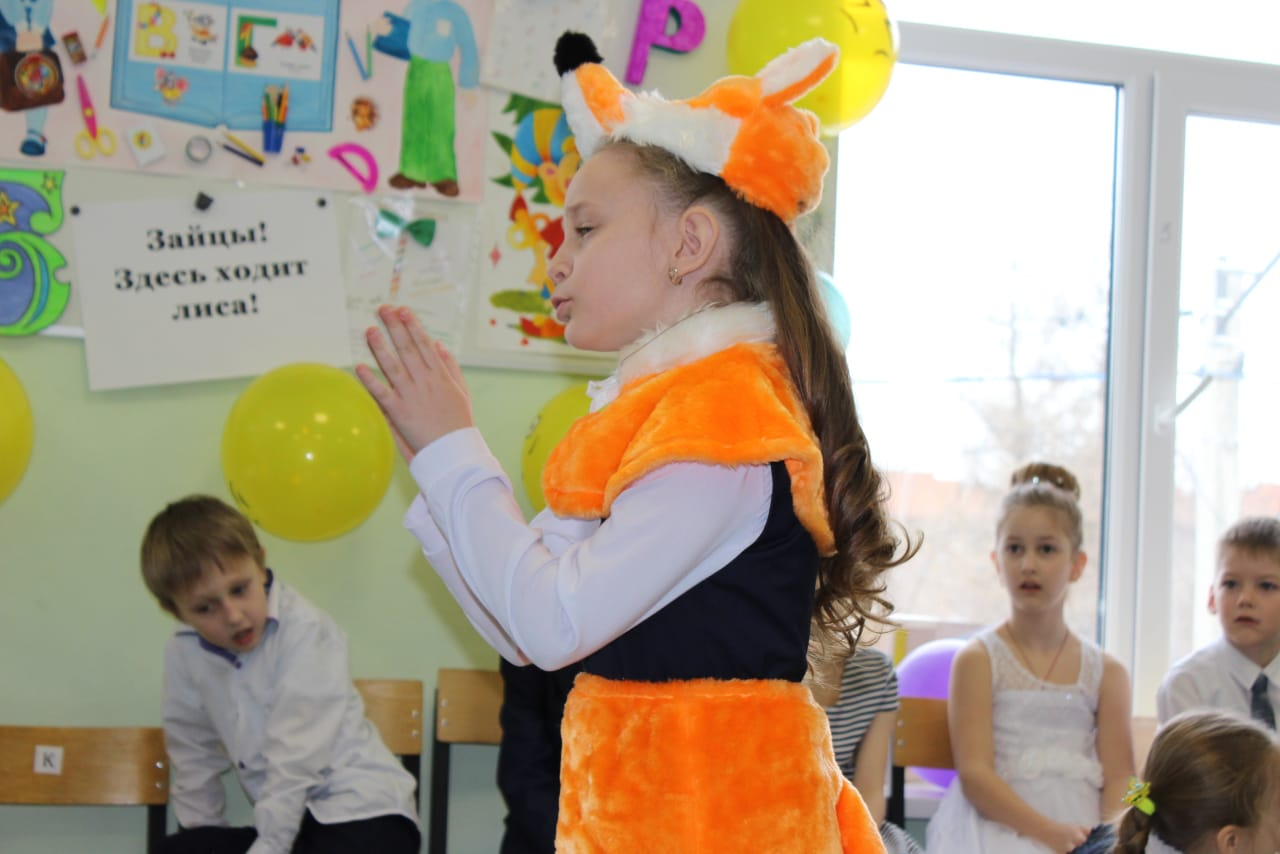 В Г
Р
Зайцы!
Здесь ходит
лиса!
К